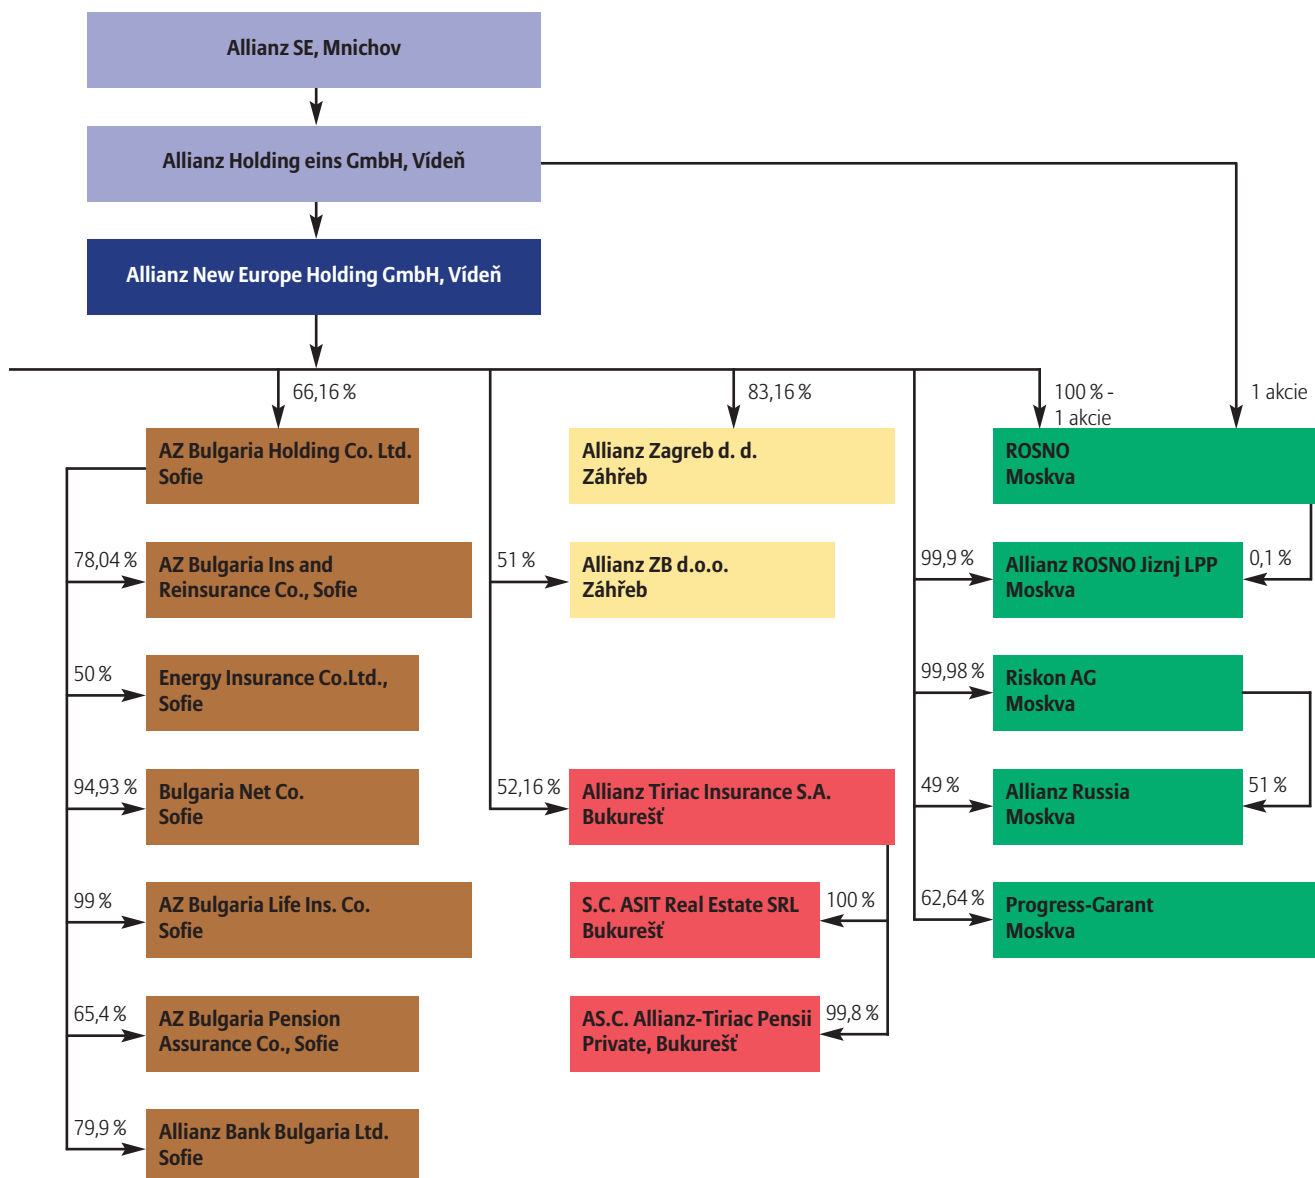 Allianz SE, Mnichov
Allianz Holding eins GmbH, Vídeň
Allianz New Europe Holding GmbH, Vídeň
66,16 %
83,16 %
100 % -
1 akcie
1 akcie
AZ Bulgaria Holding Co. Ltd.
Sofie
Allianz Zagreb d. d.
Záhřeb
ROSNO
Moskva
78,04 %
AZ Bulgaria Ins and
Reinsurance Co., Sofie
51 %
Allianz ZB d.o.o.
Záhřeb
99,9 %
Allianz ROSNO Jiznj LPP
Moskva
0,1 %
50 %
Energy Insurance Co.Ltd.,
Sofie
99,98 %
Riskon AG
Moskva
94,93 %
Bulgaria Net Co.
Sofie
52,16 %
Allianz Tiriac Insurance S.A.
Bukurešť
49 %
Allianz Russia
Moskva
51 %
99 %
AZ Bulgaria Life Ins. Co.
Sofie
S.C. ASIT Real Estate SRL
Bukurešť
100 %
62,64 %
Progress-Garant
Moskva
65,4 %
AZ Bulgaria Pension
Assurance Co., Sofie
AS.C. Allianz-Tiriac Pensii
Private, Bukurešť
99,8 %
79,9 %
Allianz Bank Bulgaria Ltd.
Sofie